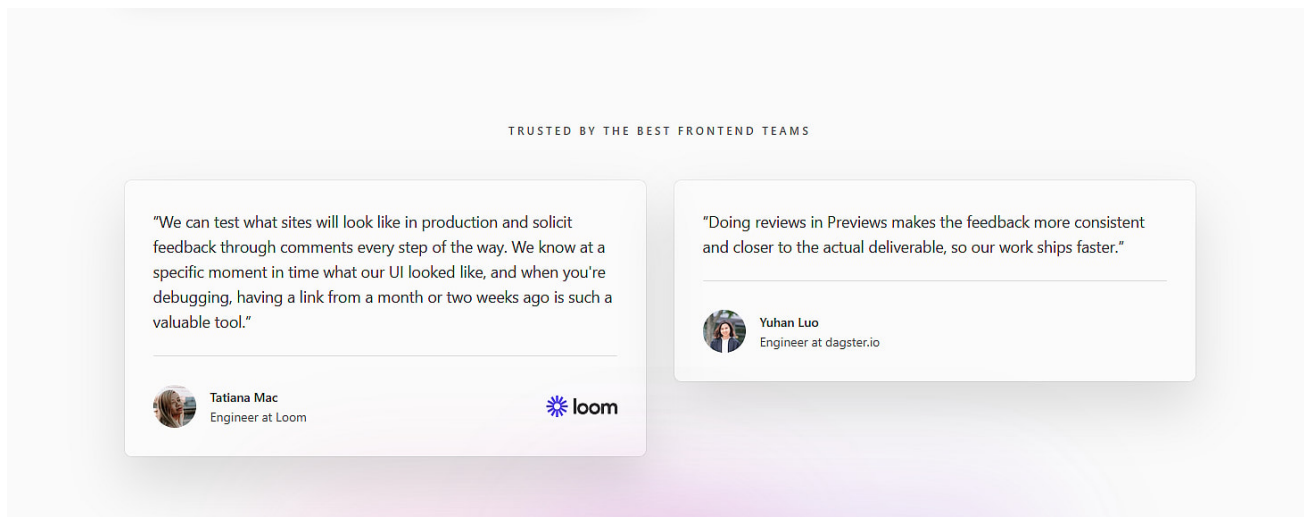 TRUSTED BY THE BEST FRONTEND TEAMS
“We can test what sites will look like in production and solicit
feedback through comments every step of the way. We know at a
specific moment in time what our UI looked like, and when you're
debugging, having a link from a month or two weeks ago is such a
valuable tool.”
Tatiana Mac
Engineer at Loom
loom
“Doing reviews in Previews makes the feedback more consistent
and closer to the actual deliverable, so our work ships faster.”
Yuhan Luo
Engineer at dagster.io